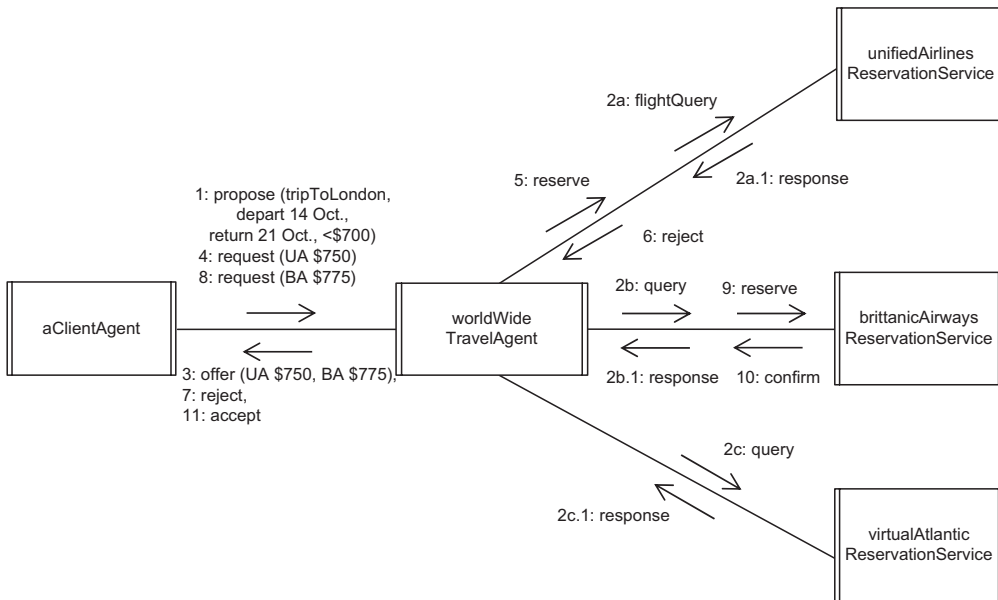 unifiedAirlines
ReservationService
2a: flightQuery
2a.1: response
5: reserve
6: reject
1: propose (tripToLondon,
depart 14 Oct.,
return 21 Oct., <$700)
4: request (UA $750)
8: request (BA $775)
aClientAgent
3: offer (UA $750, BA $775),
7: reject,
11: accept
worldWide
TravelAgent
2b: query
9: reserve
2b.1: response
10: confirm
brittanicAirways
ReservationService
2c: query
2c.1: response
virtualAtlantic
ReservationService